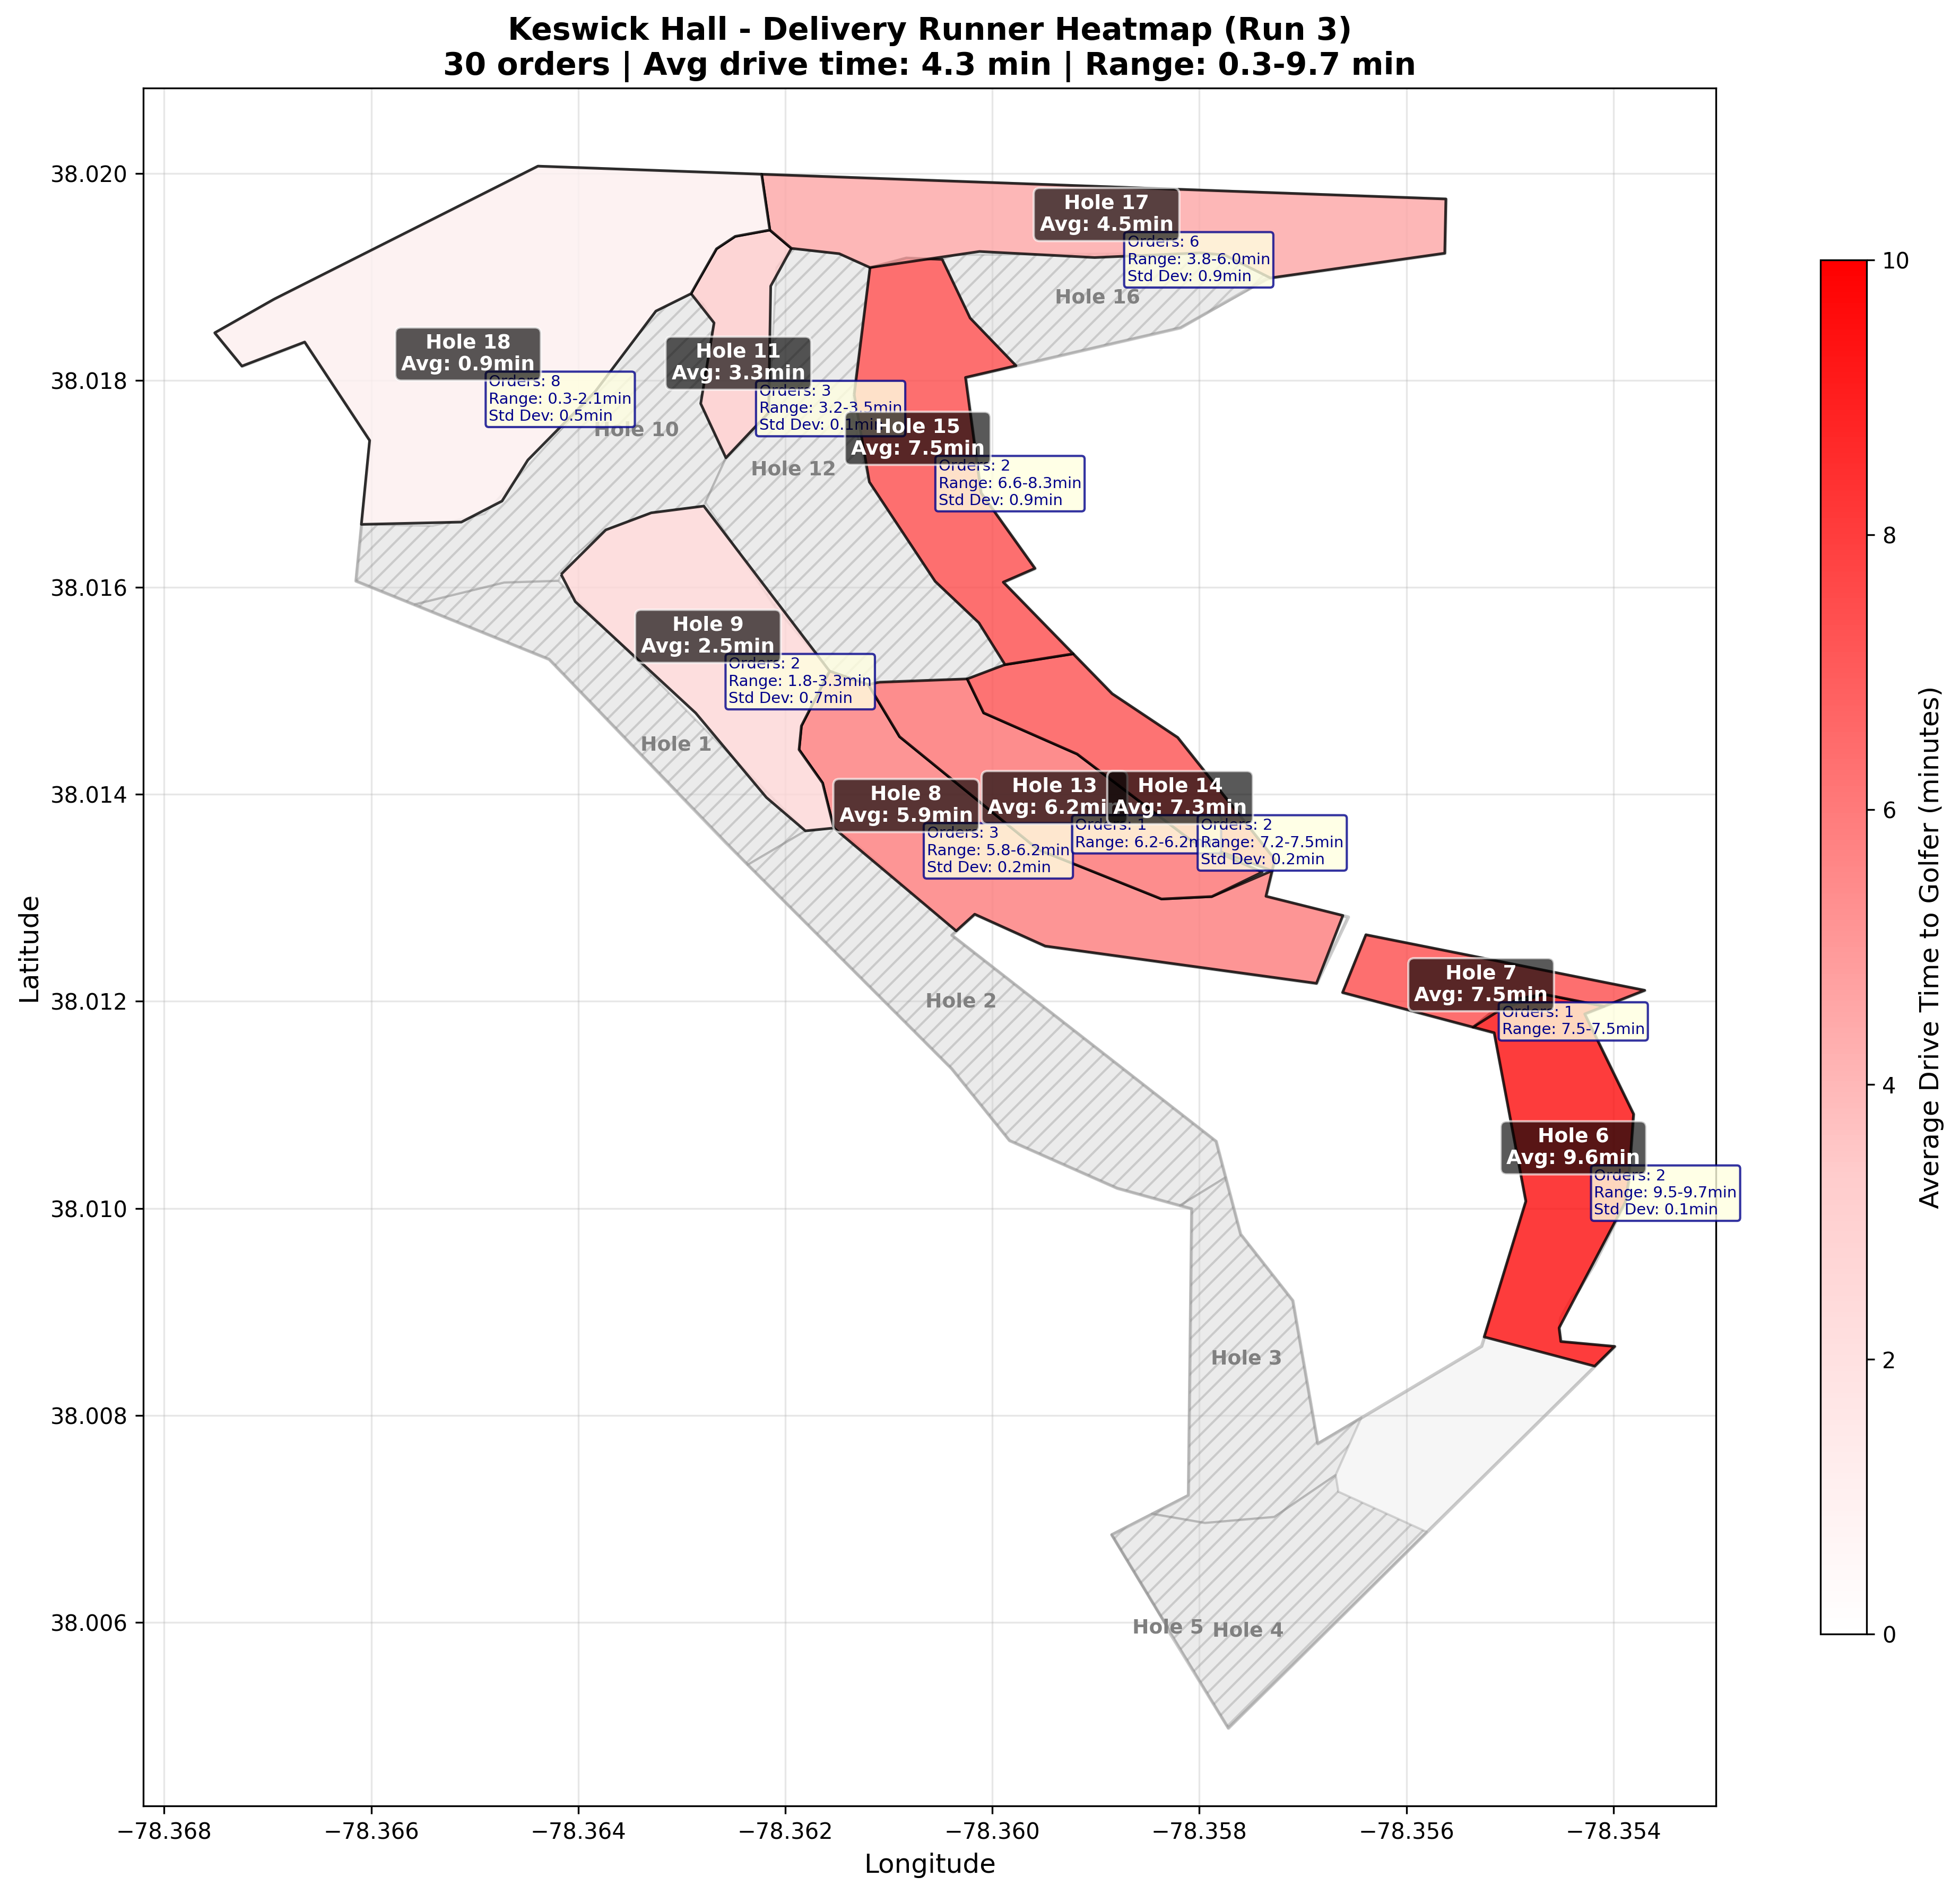 Keswick Hall - Delivery Runner Heatmap (Run 3)
30 orders | Avg drive time: 4.3 min | Range: 0.3-9.7 min
Hole 17
Avg: 4.5min
Orders: 6
Range: 3.8-6.0min
Std Dev: 0.9min
Hole 16
Hole 18
Avg: 0.9min
Orders: 8
Range: 0.3-2.1min
Std Dev: 0.5min
Hole 10
Hole 11
Avg: 3.3min
Orders: 3
Range: 3.2-3.5min
Std Dev: 0.1min
Hole 12
Hole 15
Avg: 7.5min
Orders: 2
Range: 6.6-8.3min
Std Dev: 0.9min
Hole 9
Avg: 2.5min
Orders: 2
Range: 1.8-3.3min
Std Dev: 0.7min
Hole 1
Hole 8
Avg: 5.9min
Orders: 3
Range: 5.8-6.2min
Std Dev: 0.2min
Hole 13
Avg: 6.2min
Orders: 1
Range: 6.2-6.2m
Hole 14
Avg: 7.3min
Orders: 2
Range: 7.2-7.5min
Std Dev: 0.2min
Hole 2
Hole 7
Avg: 7.5min
Orders: 1
Range: 7.5-7.5min
Hole 6
Avg: 9.6min
Orders: 2
Range: 9.5-9.7min
Std Dev: 0.1min
Hole 3
Hole 5
Hole 4
38.020
38.018
38.016
38.014
38.012
38.010
38.008
38.006
Latitude
−78.368
−78.366
−78.364
−78.362
−78.360
−78.358
−78.356
−78.354
Longitude
10
8
6
4
2
0
Average Drive Time to Golfer (minutes)